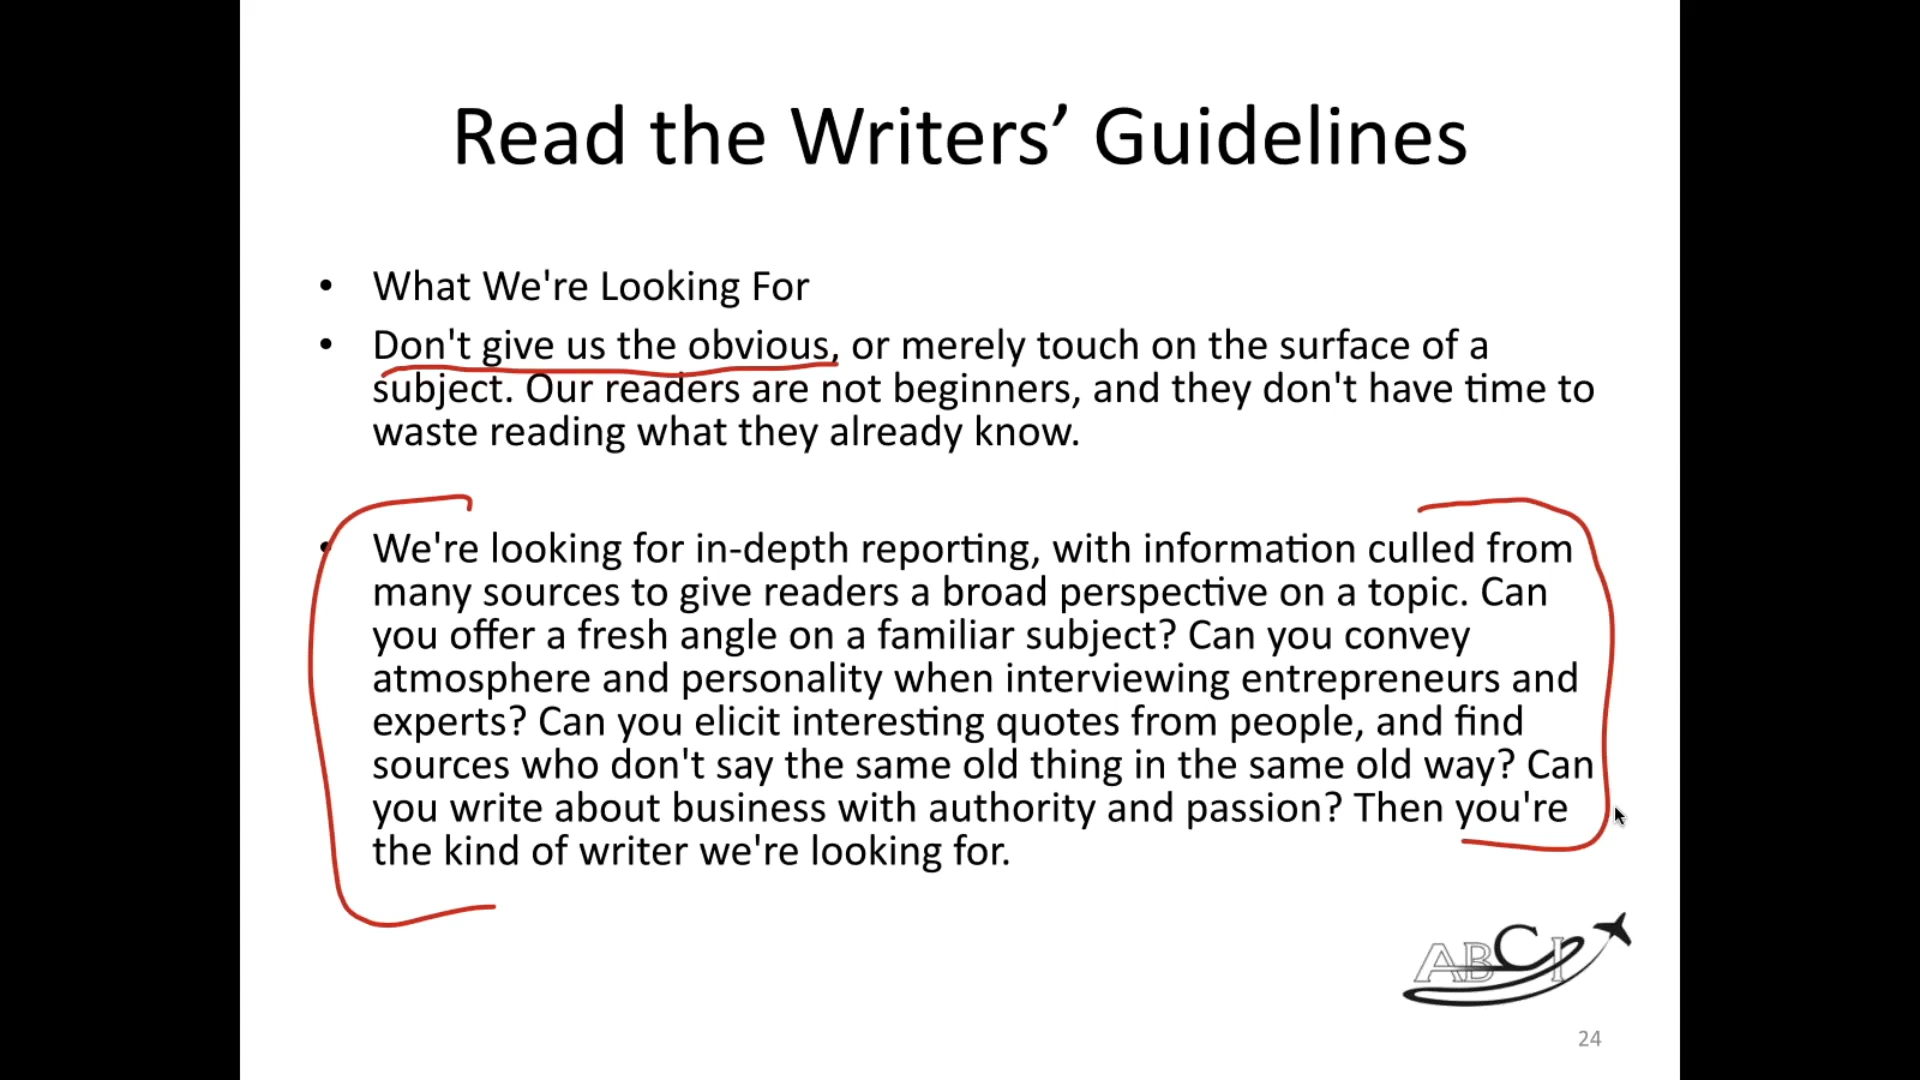 Read the Writers’ Guidelines
• What We're Looking For
• Don't give us the obvious, or merely touch on the surface of a
subject. Our readers are not beginners, and they don't have time to
waste reading what they already know.
• We're looking for in-depth reporting, with information culled from
many sources to give readers a broad perspective on a topic. Can
you offer a fresh angle on a familiar subject? Can you convey
atmosphere and personality when interviewing entrepreneurs and
experts? Can you elicit interesting quotes from people, and find
sources who don't say the same old thing in the same old way? Can
you write about business with authority and passion? Then you're
the kind of writer we're looking for.
ABCI
24